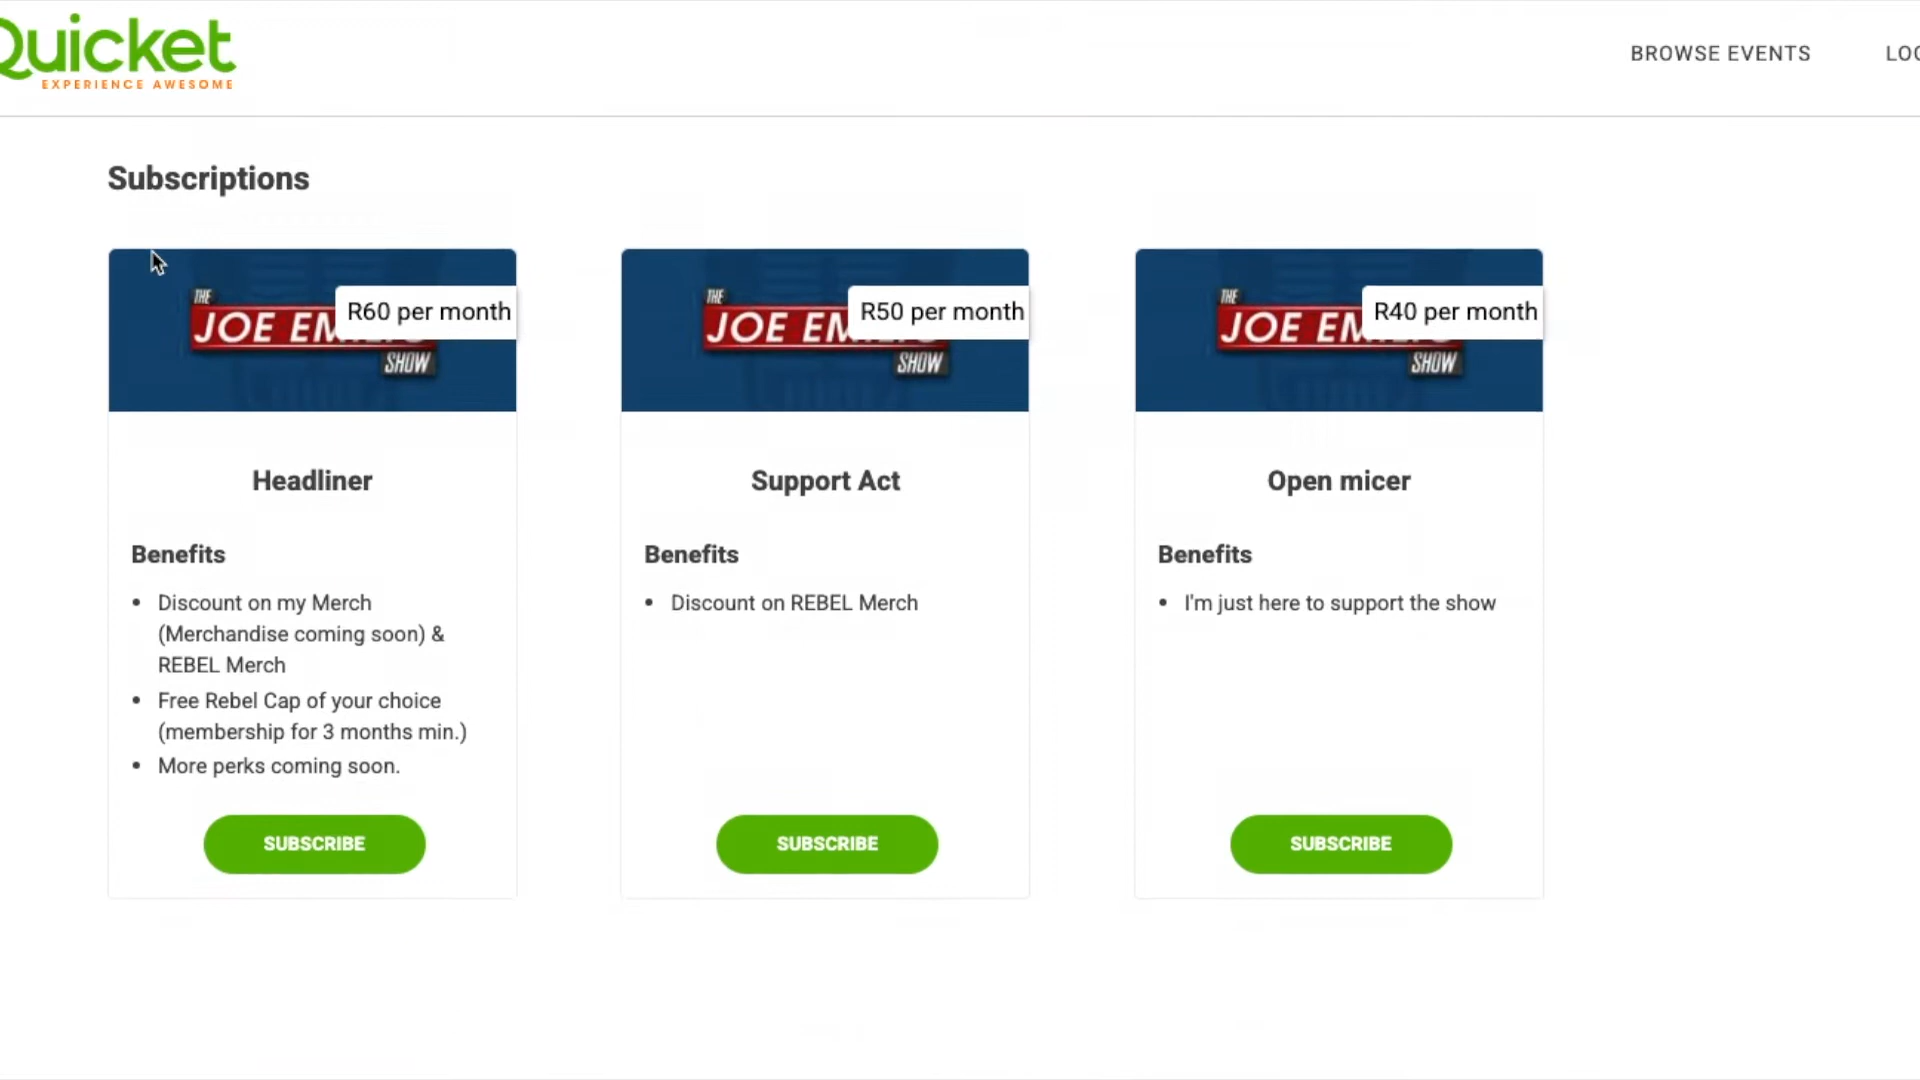 Quicket
EXPERIENCE AWESOME
BROWSE EVENTS
Subscriptions
THE
JOE
SHOW
R60 per month
THE
JOE
SHOW
R50 per month
THE
JOE
SHOW
R40 per month
Headliner
Benefits
• Discount on my Merch
(Merchandise coming soon) &
REBEL Merch
• Free Rebel Cap of your choice
(membership for 3 months min.)
• More perks coming soon.
SUBSCRIBE
Support Act
Benefits
• Discount on REBEL Merch
SUBSCRIBE
Open micer
Benefits
• I'm just here to support the show
SUBSCRIBE